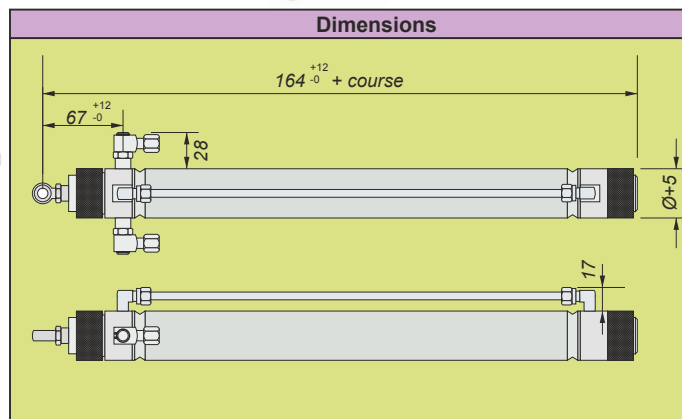 Dimensions
164 +12 -0 + course
67 +12 -0
28
Ø+5
17